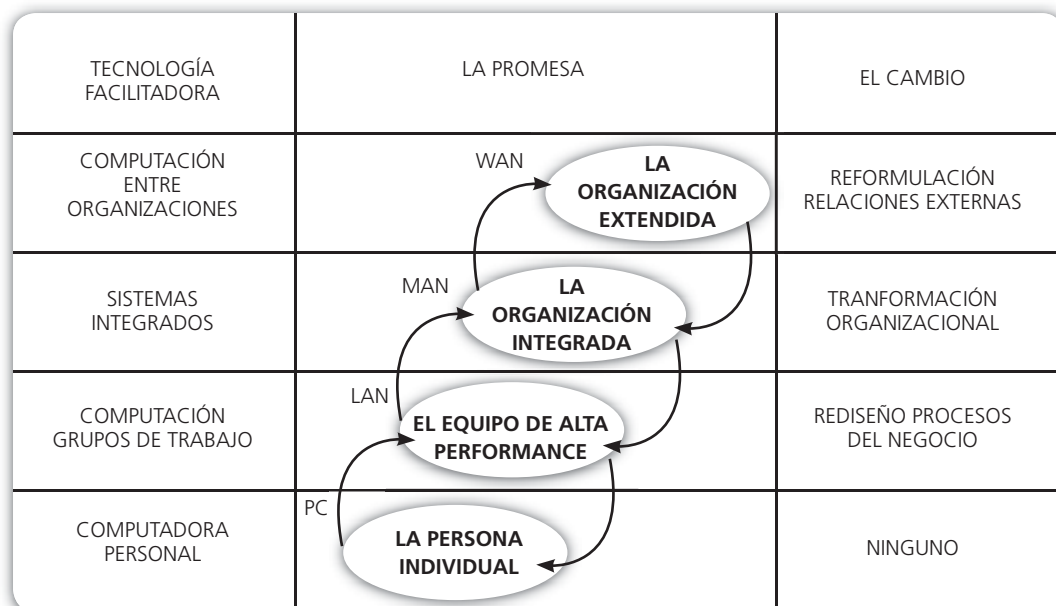 TECNOLOGÍA
FACILITADORA
LA PROMESA
EL CAMBIO
COMPUTACIÓN
ENTRE
ORGANIZACIONES
WAN
LA
ORGANIZACIÓN
EXTENDIDA
REFORMULACIÓN
RELACIONES EXTERNAS
SISTEMAS
INTEGRADOS
MAN
LA
ORGANIZACIÓN
INTEGRADA
TRANFORMACIÓN
ORGANIZACIONAL
COMPUTACIÓN
GRUPOS DE TRABAJO
LAN
EL EQUIPO DE ALTA
PERFORMANCE
REDISEÑO PROCESOS
DEL NEGOCIO
COMPUTADORA
PERSONAL
PC
LA PERSONA
INDIVIDUAL
NINGUNO